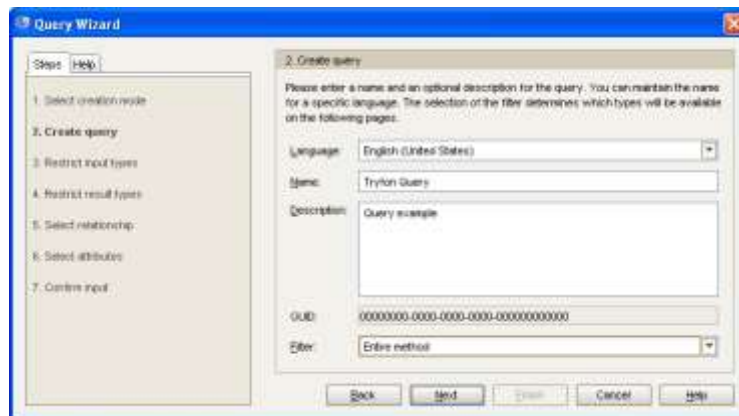 Query Wizard
Steps Help
1. Select creation mode
2. Create query
3. Restrict input types
4. Restrict result types
5. Select relationship
6. Select attributes
7. Confirm input
2. Create query
Please enter a name and an optional description for the query. You can maintain the name
for a specific language. The selection of the filter determines which types will be available
on the following pages.
Language: English (United States)
Name: Tryton Query
Description: Query example
GUID: 00000000-0000-0000-0000-000000000000
Filter: Entire method
Back Next Finish Cancel Help